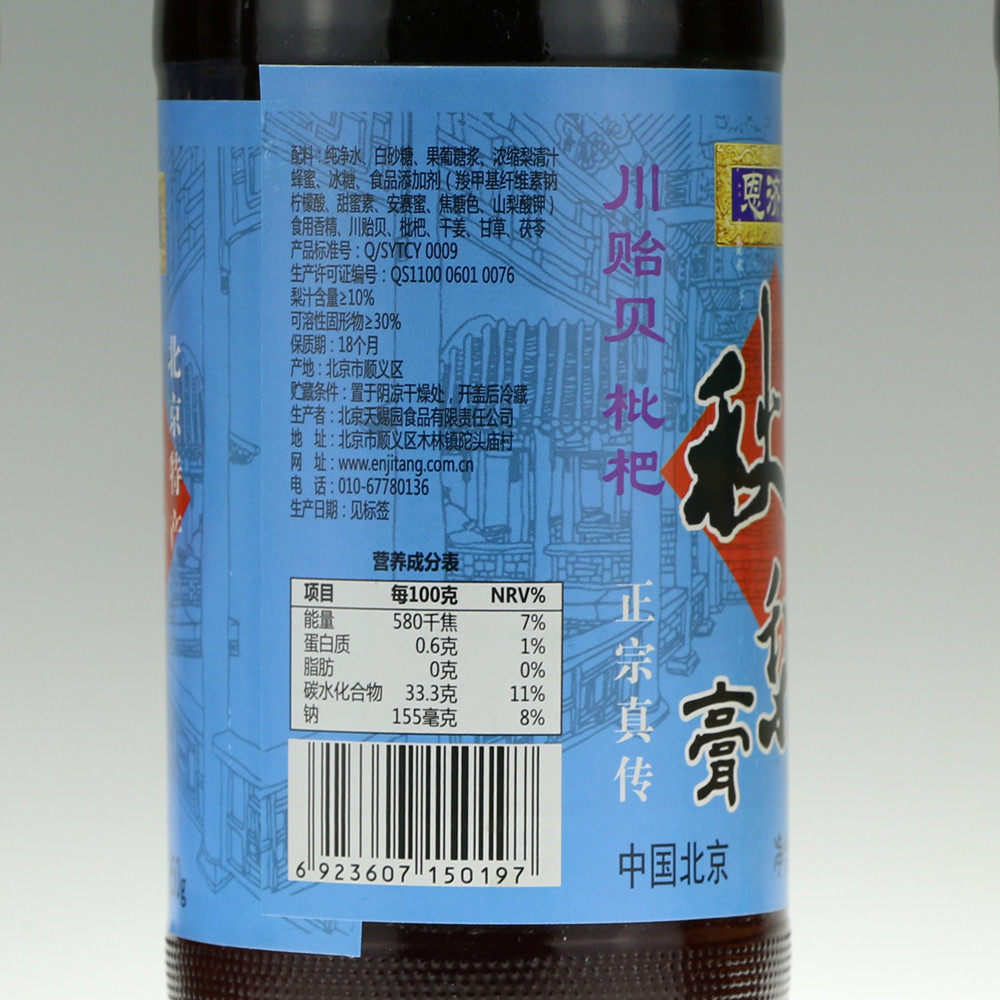 配料：纯净水、白砂糖、果葡糖浆、浓缩梨清汁
蜂蜜、冰糖、食品添加剂（羧甲基纤维素钠
柠檬酸、甜蜜素、安赛蜜、焦糖色、山梨酸钾）
食用香精、川贻贝、枇杷、干姜、甘草、茯苓
产品标准号：Q/SYTCY 0009
生产许可证编号：QS1100 0601 0076
梨汁含量≥10%
可溶性固形物≥30%
保质期：18个月
产地：北京市顺义区
贮藏条件：置于阴凉干燥处，开盖后冷藏
生产者：北京天赐园食品有限责任公司
地 址：北京市顺义区木林镇陀头庙村
网 址：www.enjitang.com.cn
电 话：010-67780136
生产日期：见标签
营养成分表
项目 每100克 NRV%
能量 580千焦 7%
蛋白质 0.6克 1%
脂肪 0克 0%
碳水化合物 33.3克 11%
钠 155毫克 8%
6 923607 150197
川贻贝 枇杷
正宗真传
恩济
秋
膏
中国北京
北京特产